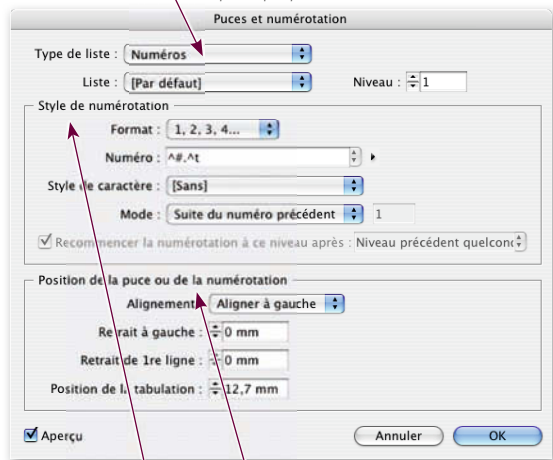 Puces et numérotation
Type de liste : Numéros
Liste : [Par défaut] Niveau : 1
Style de numérotation
Format : 1, 2, 3, 4...
Numéro : ^#.^t
Style de caractère : [Sans]
Mode : Suite du numéro précédent 1
Recommencer la numérotation à ce niveau après : Niveau précédent quelconq
Position de la puce ou de la numérotation
Alignement : Aligner à gauche
Retrait à gauche : 0 mm
Retrait de 1re ligne : 0 mm
Position de la tabulation : 12,7 mm
Aperçu Annuler OK